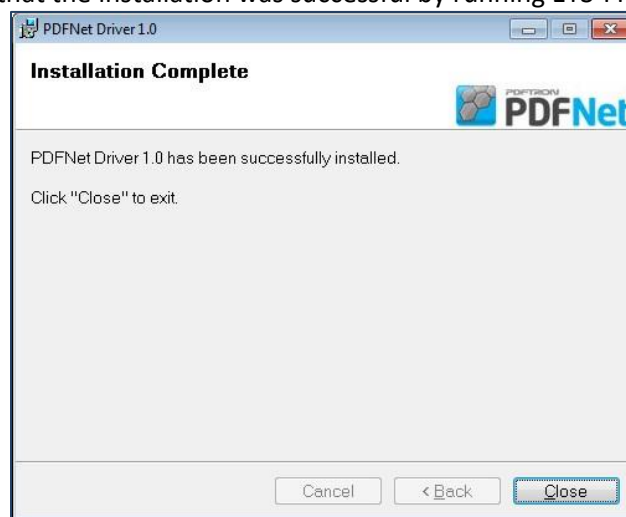 that the installation was successful by running
PDFNet Driver 1.0
Installation Complete
PDFTRON
PDFNet
PDFNet Driver 1.0 has been successfully installed.
Click "Close" to exit.
Cancel
< Back
Close